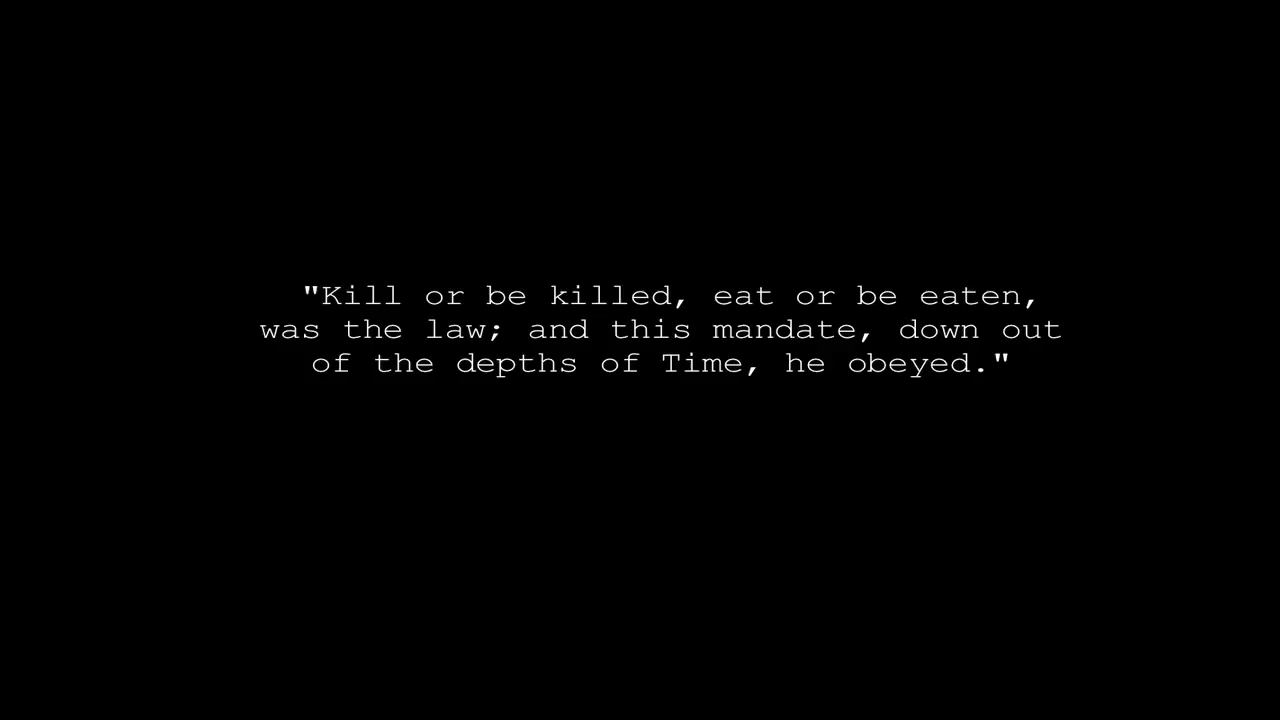 "Kill or be killed, eat or be eaten,
was the law; and this mandate, down out
of the depths of Time, he obeyed."